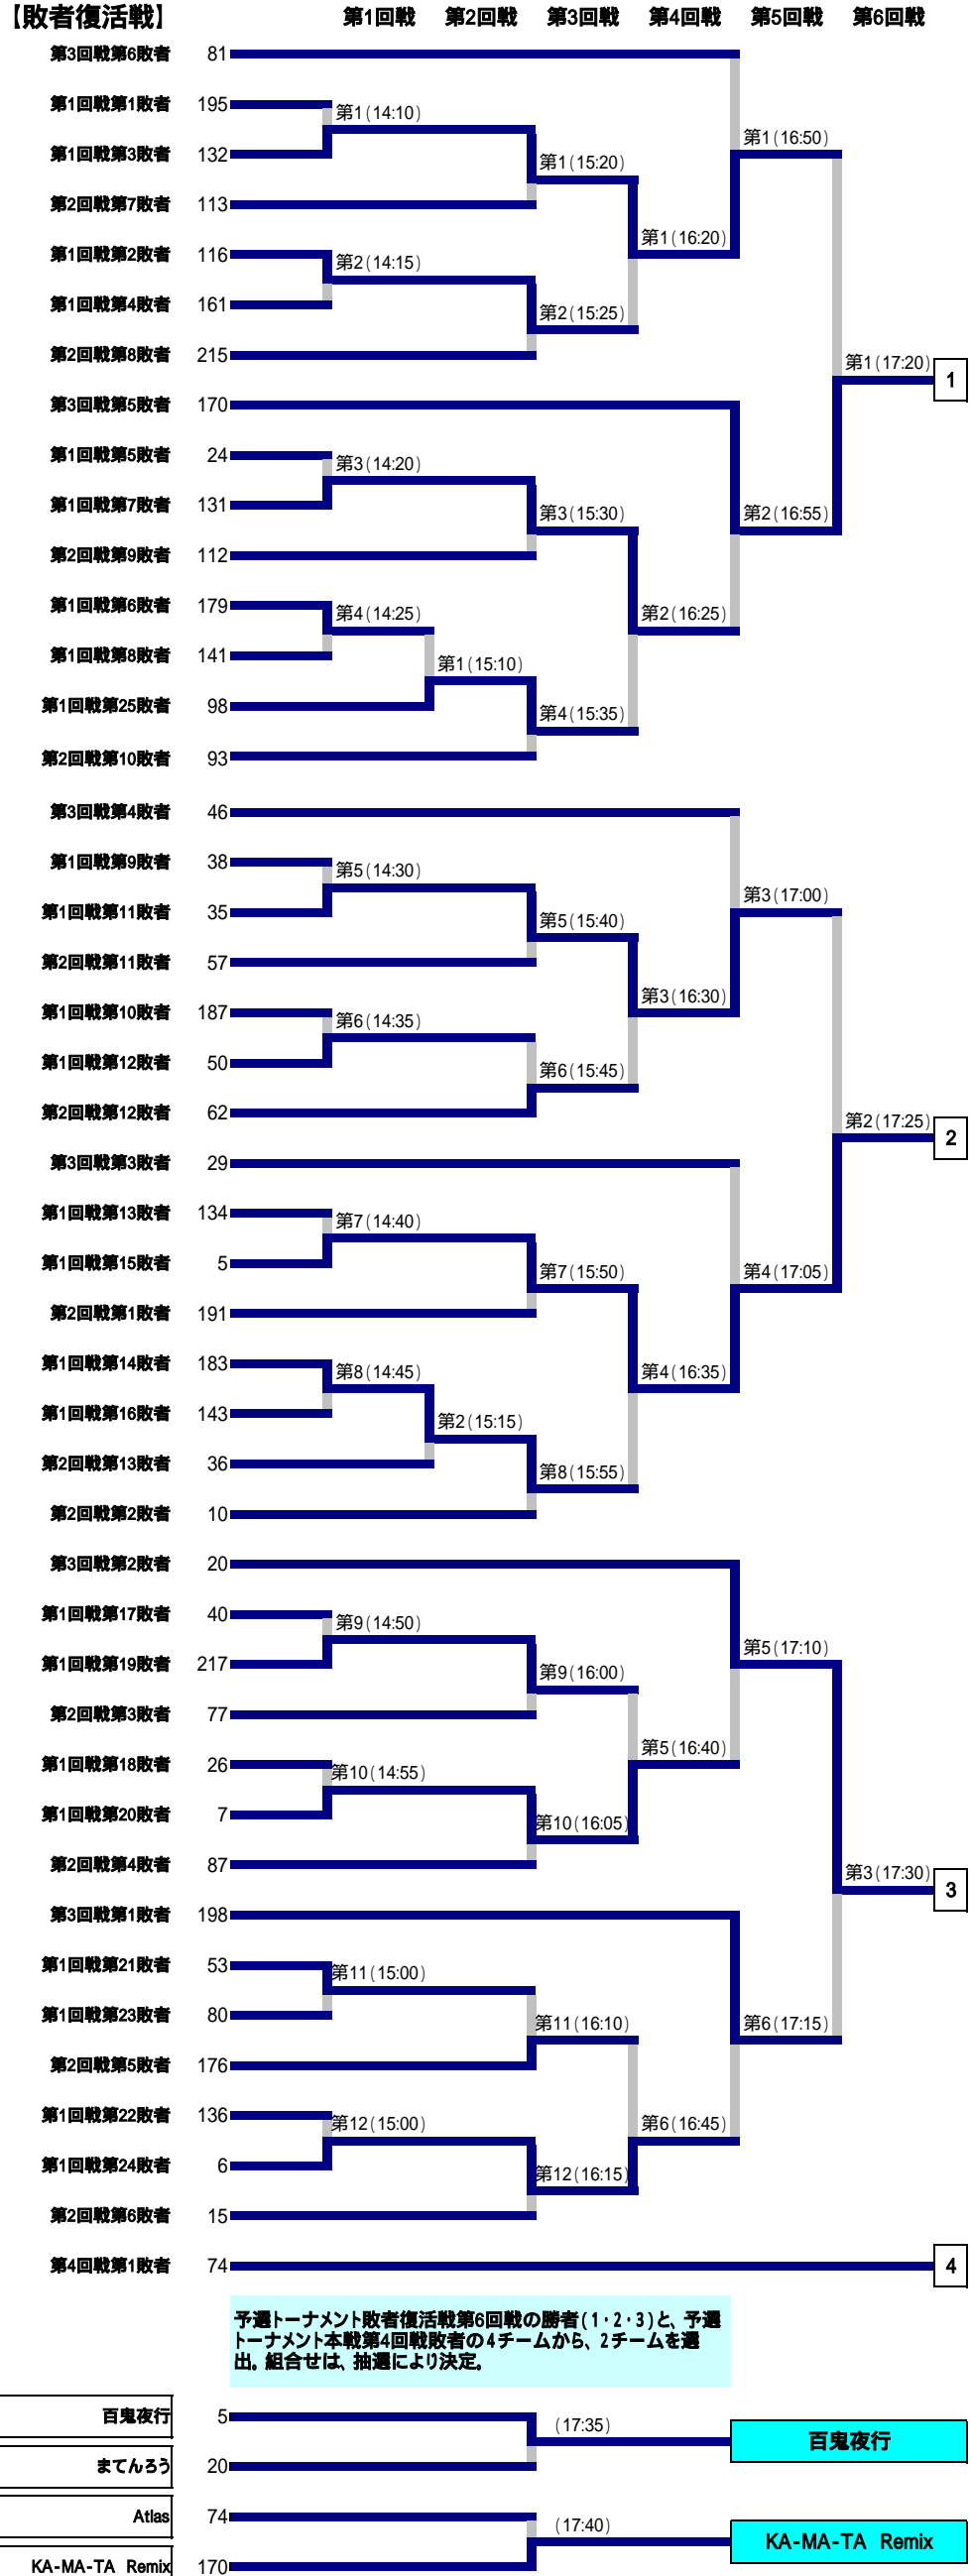 【敗者復活戦】 第1回戦 第2回戦 第3回戦 第4回戦 第5回戦 第6回戦
第3回戦第6敗者 81
第1回戦第1敗者 195
第1(14:10)
第1(16:50)
第1回戦第3敗者 132
第1(15:20)
第2回戦第7敗者 113
第1(16:20)
第1回戦第2敗者 116
第2(14:15)
第1回戦第4敗者 161
第2(15:25)
第2回戦第8敗者 215
第1(17:20)
1
第3回戦第5敗者 170
第1回戦第5敗者 24
第3(14:20)
第1回戦第7敗者 131
第3(15:30)
第2(16:55)
第2回戦第9敗者 112
第1回戦第6敗者 179
第4(14:25)
第2(16:25)
第1回戦第8敗者 141
第1(15:10)
第1回戦第25敗者 98
第4(15:35)
第2回戦第10敗者 93
第3回戦第4敗者 46
第1回戦第9敗者 38
第5(14:30)
第3(17:00)
第1回戦第11敗者 35
第5(15:40)
第2回戦第11敗者 57
第3(16:30)
第1回戦第10敗者 187
第6(14:35)
第1回戦第12敗者 50
第6(15:45)
第2回戦第12敗者 62
第2(17:25)
2
第3回戦第3敗者 29
第1回戦第13敗者 134
第7(14:40)
第1回戦第15敗者 5
第7(15:50)
第4(17:05)
第2回戦第1敗者 191
第1回戦第14敗者 183
第8(14:45)
第4(16:35)
第1回戦第16敗者 143
第2(15:15)
第2回戦第13敗者 36
第8(15:55)
第2回戦第2敗者 10
第3回戦第2敗者 20
第1回戦第17敗者 40
第9(14:50)
第5(17:10)
第1回戦第19敗者 217
第9(16:00)
第2回戦第3敗者 77
第5(16:40)
第1回戦第18敗者 26
第10(14:55)
第1回戦第20敗者 7
第10(16:05)
第2回戦第4敗者 87
第3(17:30)
3
第3回戦第1敗者 198
第1回戦第21敗者 53
第11(15:00)
第1回戦第23敗者 80
第11(16:10)
第6(17:15)
第2回戦第5敗者 176
第1回戦第22敗者 136
第12(15:00)
第6(16:45)
第1回戦第24敗者 6
第12(16:15)
第2回戦第6敗者 15
第4回戦第1敗者 74
4
予選トーナメント敗者復活戦第6回戦の勝者(1・2・3)と、予選
トーナメント本戦第4回戦敗者の4チームから、2チームを選
出。組合せは、抽選により決定。
百鬼夜行 5
(17:35)
百鬼夜行
まてんろう 20
Atlas 74
(17:40)
KA-MA-TA Remix
KA-MA-TA Remix 170